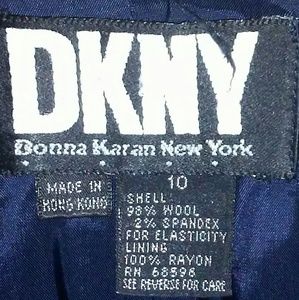 DKNY
Donna Karan New York
MADE IN
HONG KONG
10
SHELL
98% WOOL
2% SPANDEX
FOR ELASTICITY
LINING
100% RAYON
RN 68596
SEE REVERSE FOR CARE